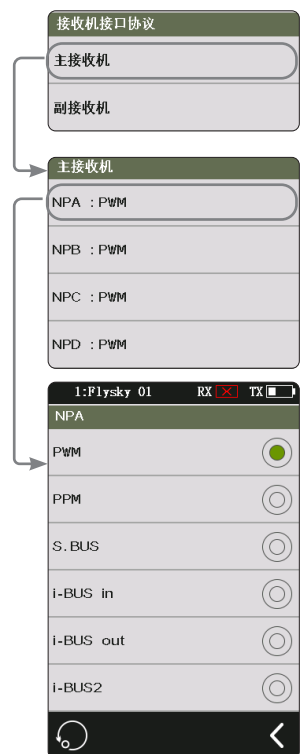 接收机接口协议
主接收机
副接收机
主接收机
NPA : PWM
NPB : PWM
NPC : PWM
NPD : PWM
1:Flysky 01 RX TX
NPA
PWM
PPM
S.BUS
i-BUS in
i-BUS out
i-BUS2